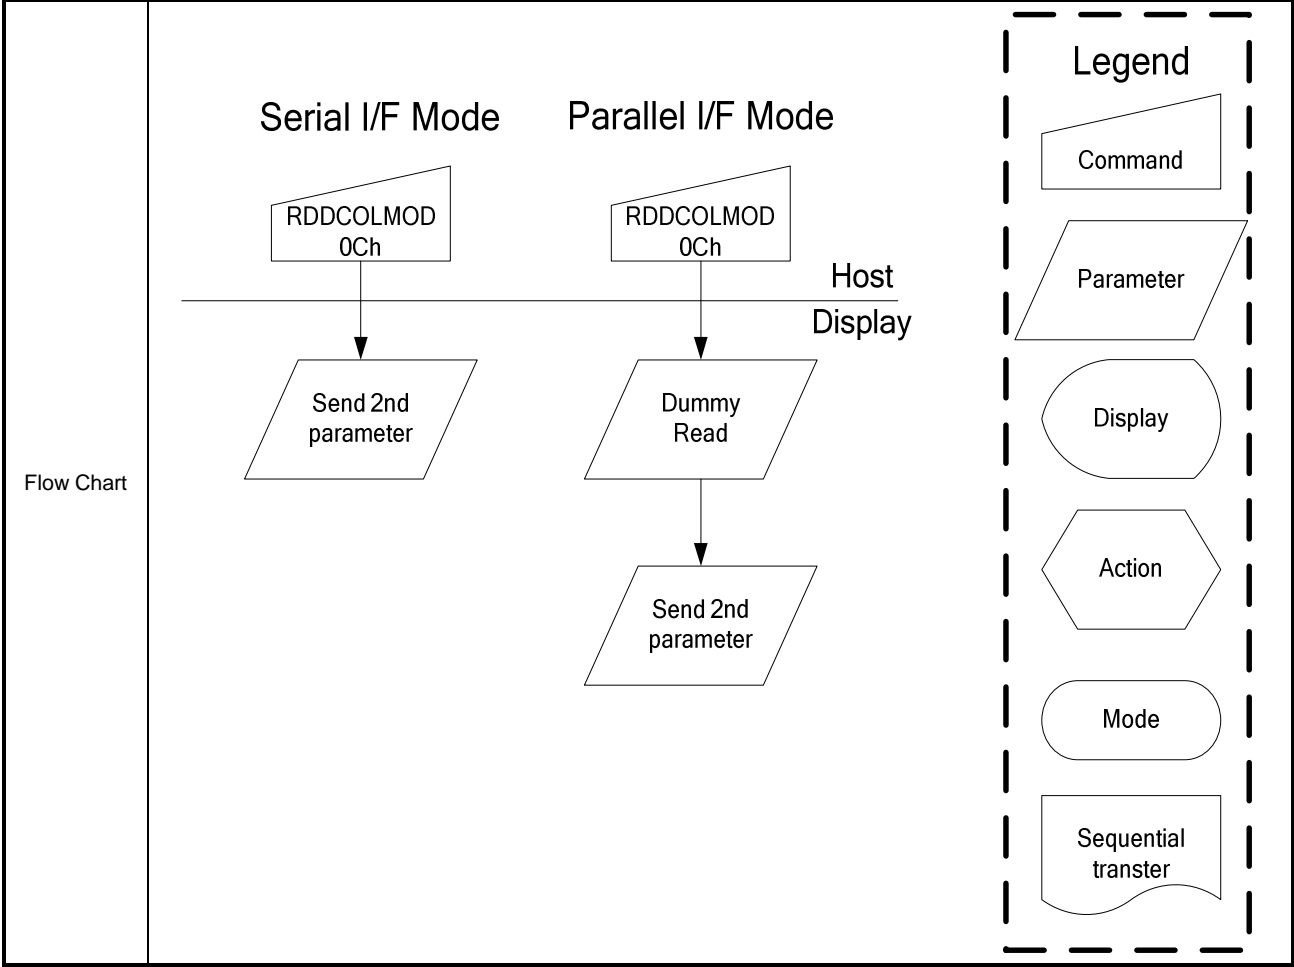 Flow Chart
Serial I/F Mode
RDDCOLMOD
0Ch
Send 2nd
parameter
Parallel I/F Mode
RDDCOLMOD
0Ch
Host
Display
Dummy
Read
Send 2nd
parameter
Legend
Command
Parameter
Display
Action
Mode
Sequential
transter